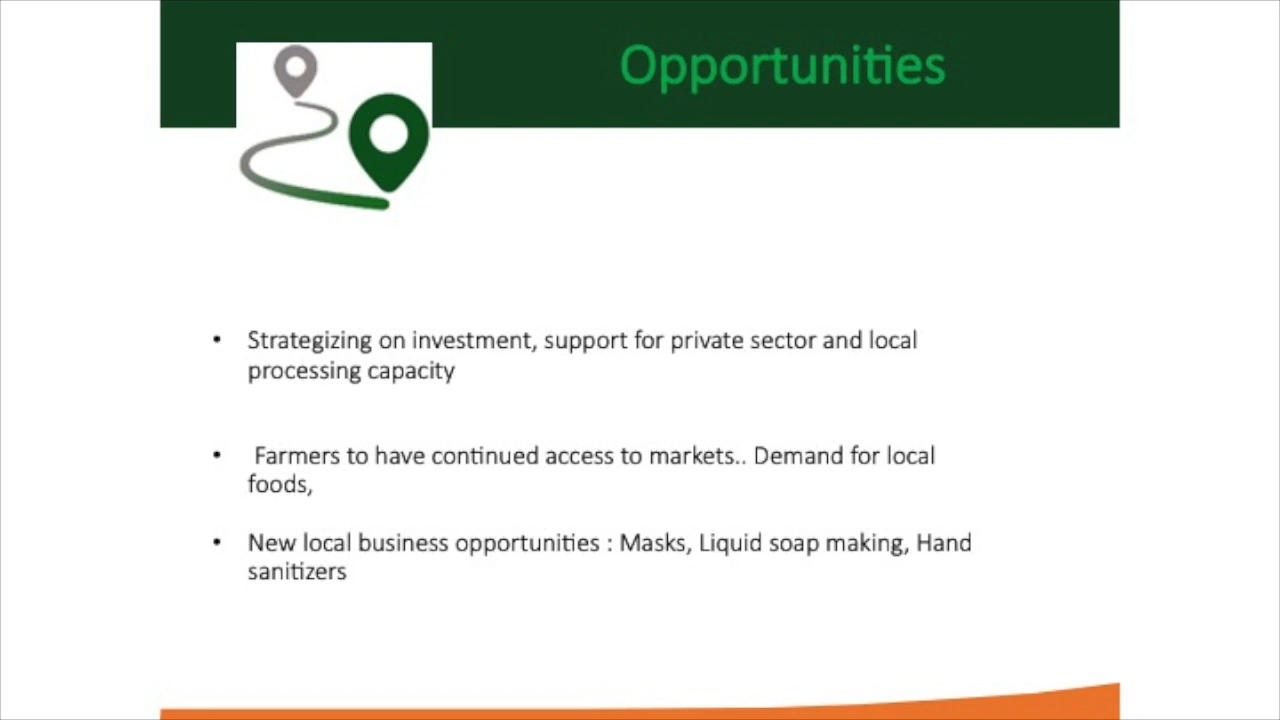 Opportunities
• Strategizing on investment, support for private sector and local
processing capacity
• Farmers to have continued access to markets.. Demand for local
foods,
• New local business opportunities : Masks, Liquid soap making, Hand
sanitizers